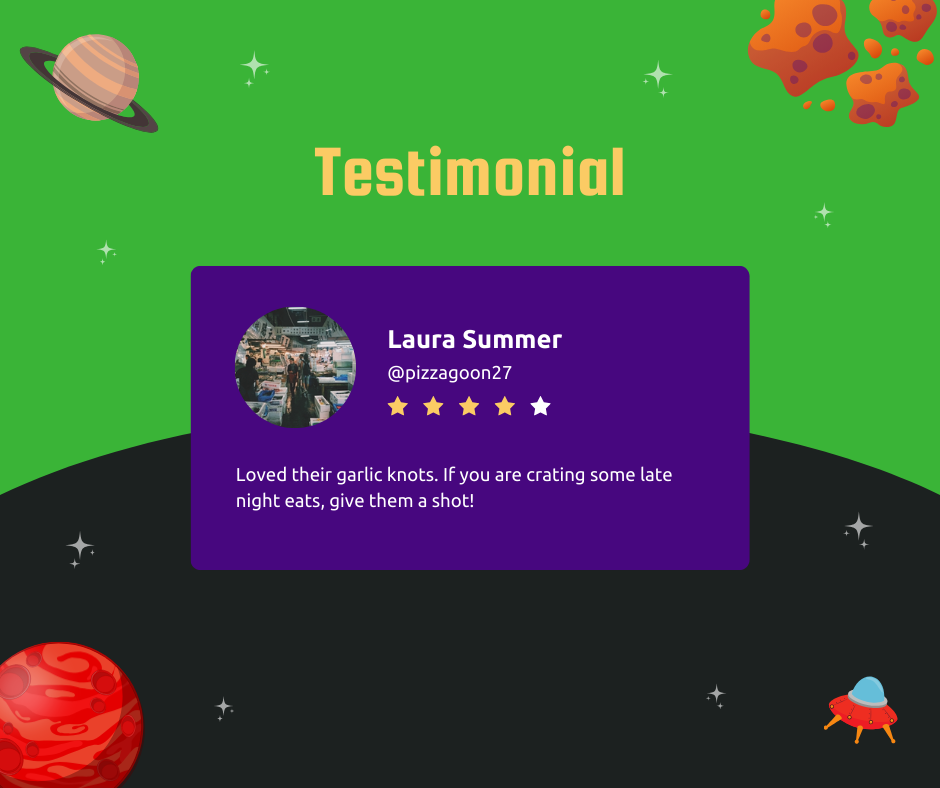 Testimonial
Laura Summer
@pizzagoon27
Loved their garlic knots. If you are crating some late
night eats, give them a shot!